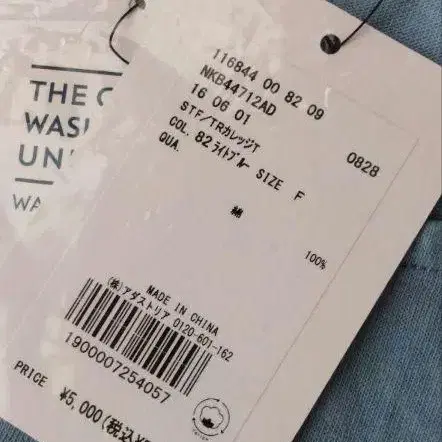 THE
WAS
UN
WA
116844 00 82 09
NKB44712AD
16 06 01 0828
STF/TRカレッジT
COL. 82 ﾗｲﾄﾌﾞﾙｰ SIZE F
QUA.
綿 100%
MADE IN CHINA
(株)アダストリア 0120-601-162
1900007254057
PRICE ¥5,000(税込¥5